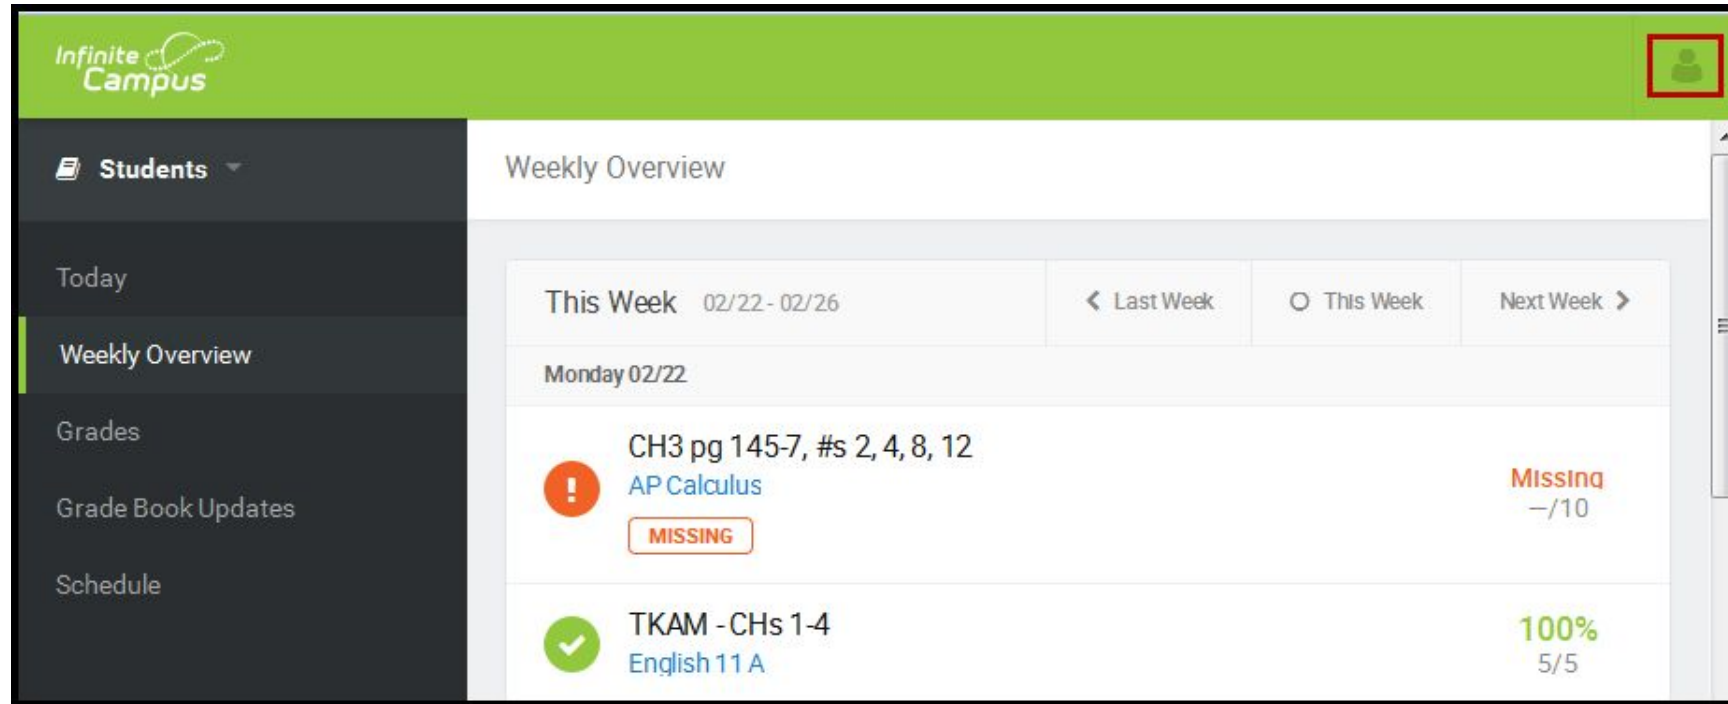 Infinite
Campus
Students
Weekly Overview
Today
Weekly Overview
Grades
Grade Book Updates
Schedule
This Week 02/22 - 02/26
Last Week
This Week
Next Week
Monday 02/22
CH3 pg 145-7, #s 2, 4, 8, 12
AP Calculus
MISSING
Missing
—/10
TKAM - CHs 1-4
English 11 A
100%
5/5